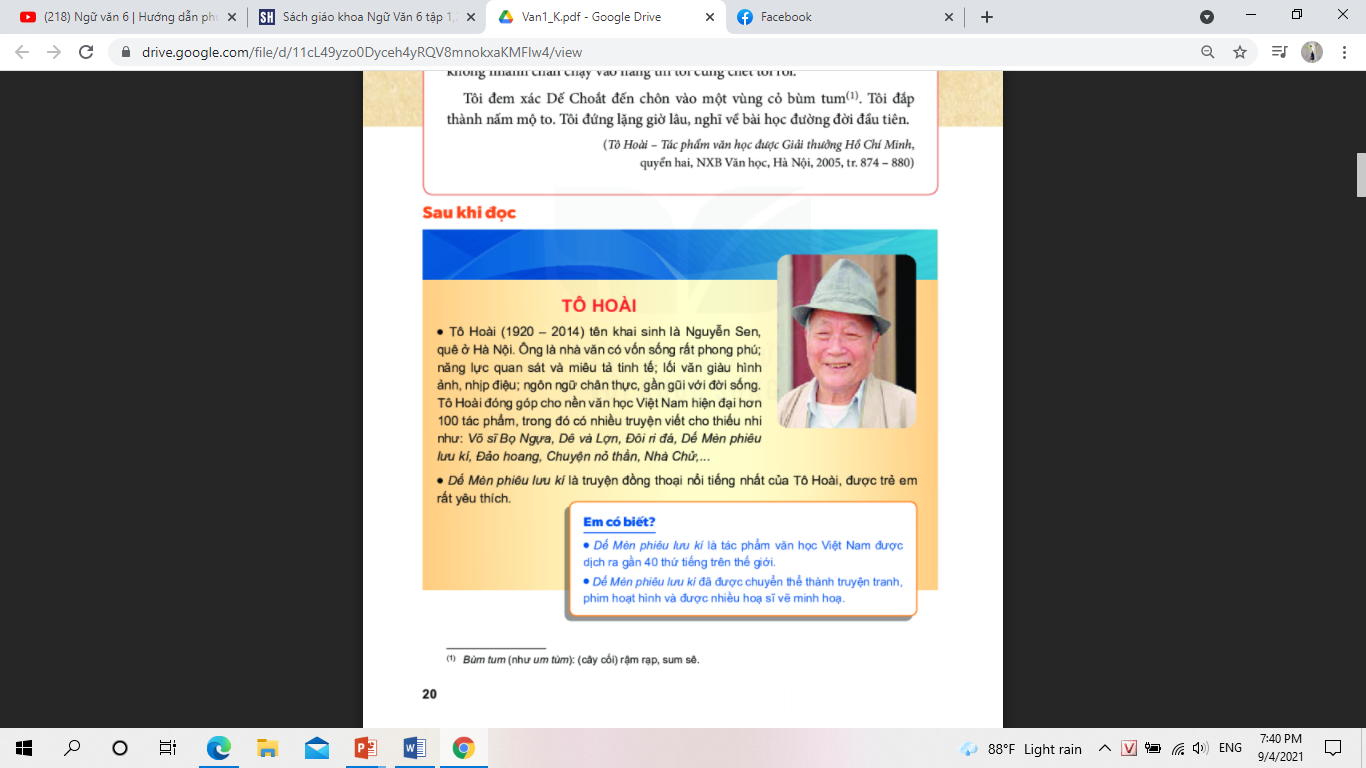 (218) Ngữ văn 6 | Hướng dẫn ph
Sách giáo khoa Ngữ Văn 6 tập 1,
Van1_K.pdf - Google Drive
Facebook
drive.google.com/file/d/11cL49yzo0Dyceh4yRQV8mnokxaKMFIw4/view
không nhanh chân chạy vào hang thì tôi cũng chết toi rồi.
Tôi đem xác Dế Choắt đến chôn vào một vùng cỏ bùm tum(1). Tôi đắp
thành nấm mộ to. Tôi đứng lặng giờ lâu, nghĩ về bài học đường đời đầu tiên.
(Tô Hoài – Tác phẩm văn học được Giải thưởng Hồ Chí Minh,
quyển hai, NXB Văn học, Hà Nội, 2005, tr. 874 – 880)
Sau khi đọc
TÔ HOÀI
● Tô Hoài (1920 – 2014) tên khai sinh là Nguyễn Sen,
quê ở Hà Nội. Ông là nhà văn có vốn sống rất phong phú;
năng lực quan sát và miêu tả tinh tế; lối văn giàu hình
ảnh, nhịp điệu; ngôn ngữ chân thực, gần gũi với đời sống.
Tô Hoài đóng góp cho nền văn học Việt Nam hiện đại hơn
100 tác phẩm, trong đó có nhiều truyện viết cho thiếu nhi
như: Võ sĩ Bọ Ngựa, Dê và Lợn, Đôi ri đá, Dế Mèn phiêu
lưu kí, Đảo hoang, Chuyện nỏ thần, Nhà Chử,...
● Dế Mèn phiêu lưu kí là truyện đồng thoại nổi tiếng nhất của Tô Hoài, được trẻ em
rất yêu thích.
Em có biết?
● Dế Mèn phiêu lưu kí là tác phẩm văn học Việt Nam được
dịch ra gần 40 thứ tiếng trên thế giới.
● Dế Mèn phiêu lưu kí đã được chuyển thể thành truyện tranh,
phim hoạt hình và được nhiều hoạ sĩ vẽ minh hoạ.
(1) Bùm tum (như um tùm): (cây cối) rậm rạp, sum sê.
20
88°F Light rain
ENG
7:40 PM
9/4/2021